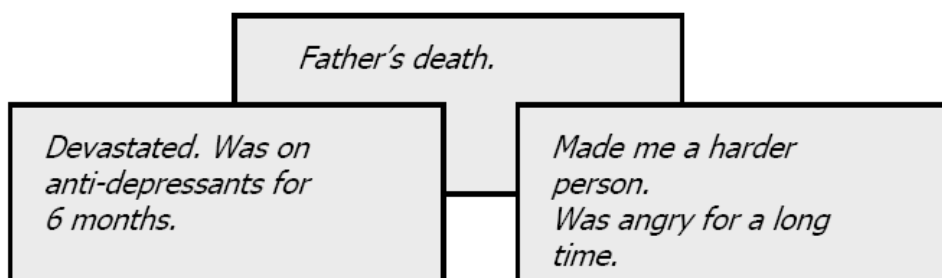 Father's death.
Devastated. Was on
anti-depressants for
6 months.
Made me a harder
person.
Was angry for a long
time.